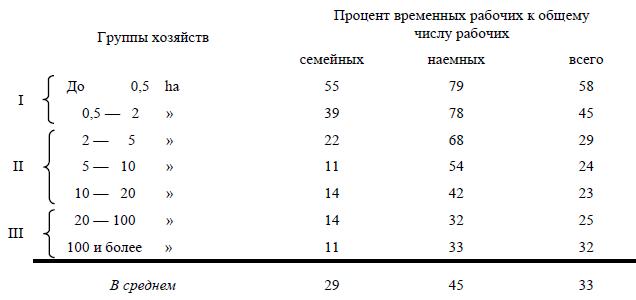 Группы хозяйств
Процент временных рабочих к общему
числу рабочих
семейных наемных всего
I
До 0,5 ha 55 79 58
0,5 — 2 » 39 78 45
II
2 — 5 » 22 68 29
5 — 10 » 11 54 24
10 — 20 » 14 42 23
III
20 — 100 » 14 32 25
100 и более » 11 33 32
В среднем 29 45 33